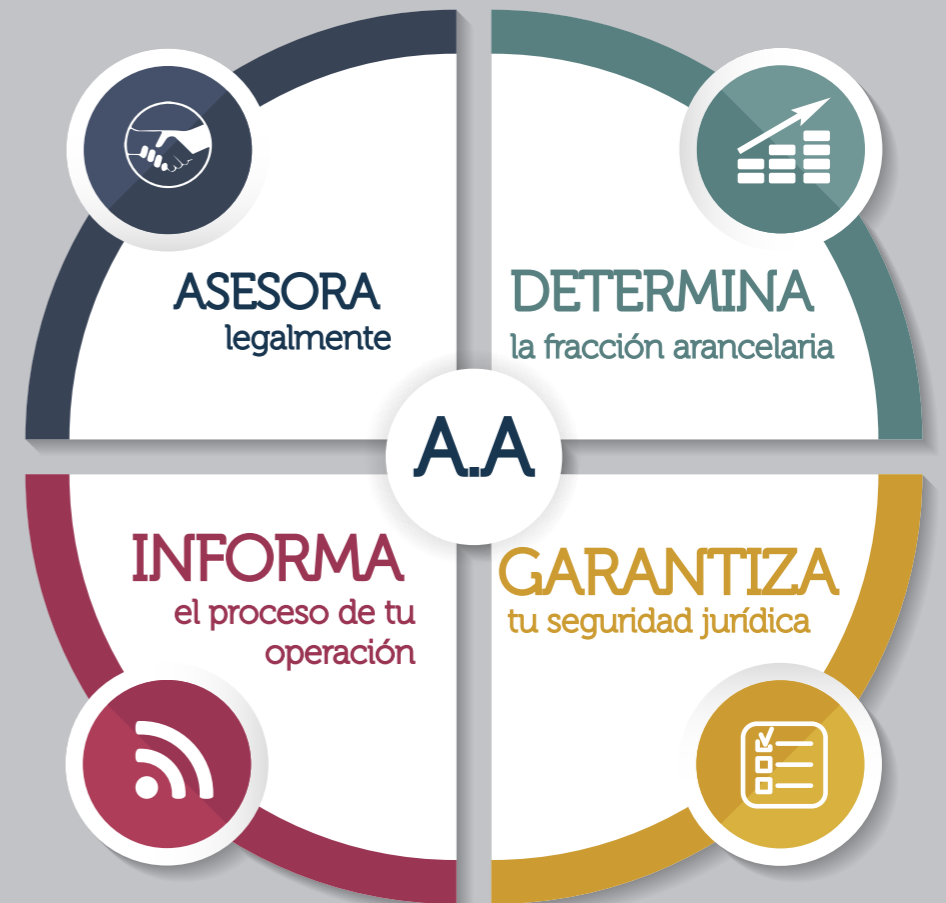 ASESORA
legalmente
DETERMINA
la fracción arancelaria
A.A
INFORMA
el proceso de tu
operación
GARANTIZA
tu seguridad jurídica